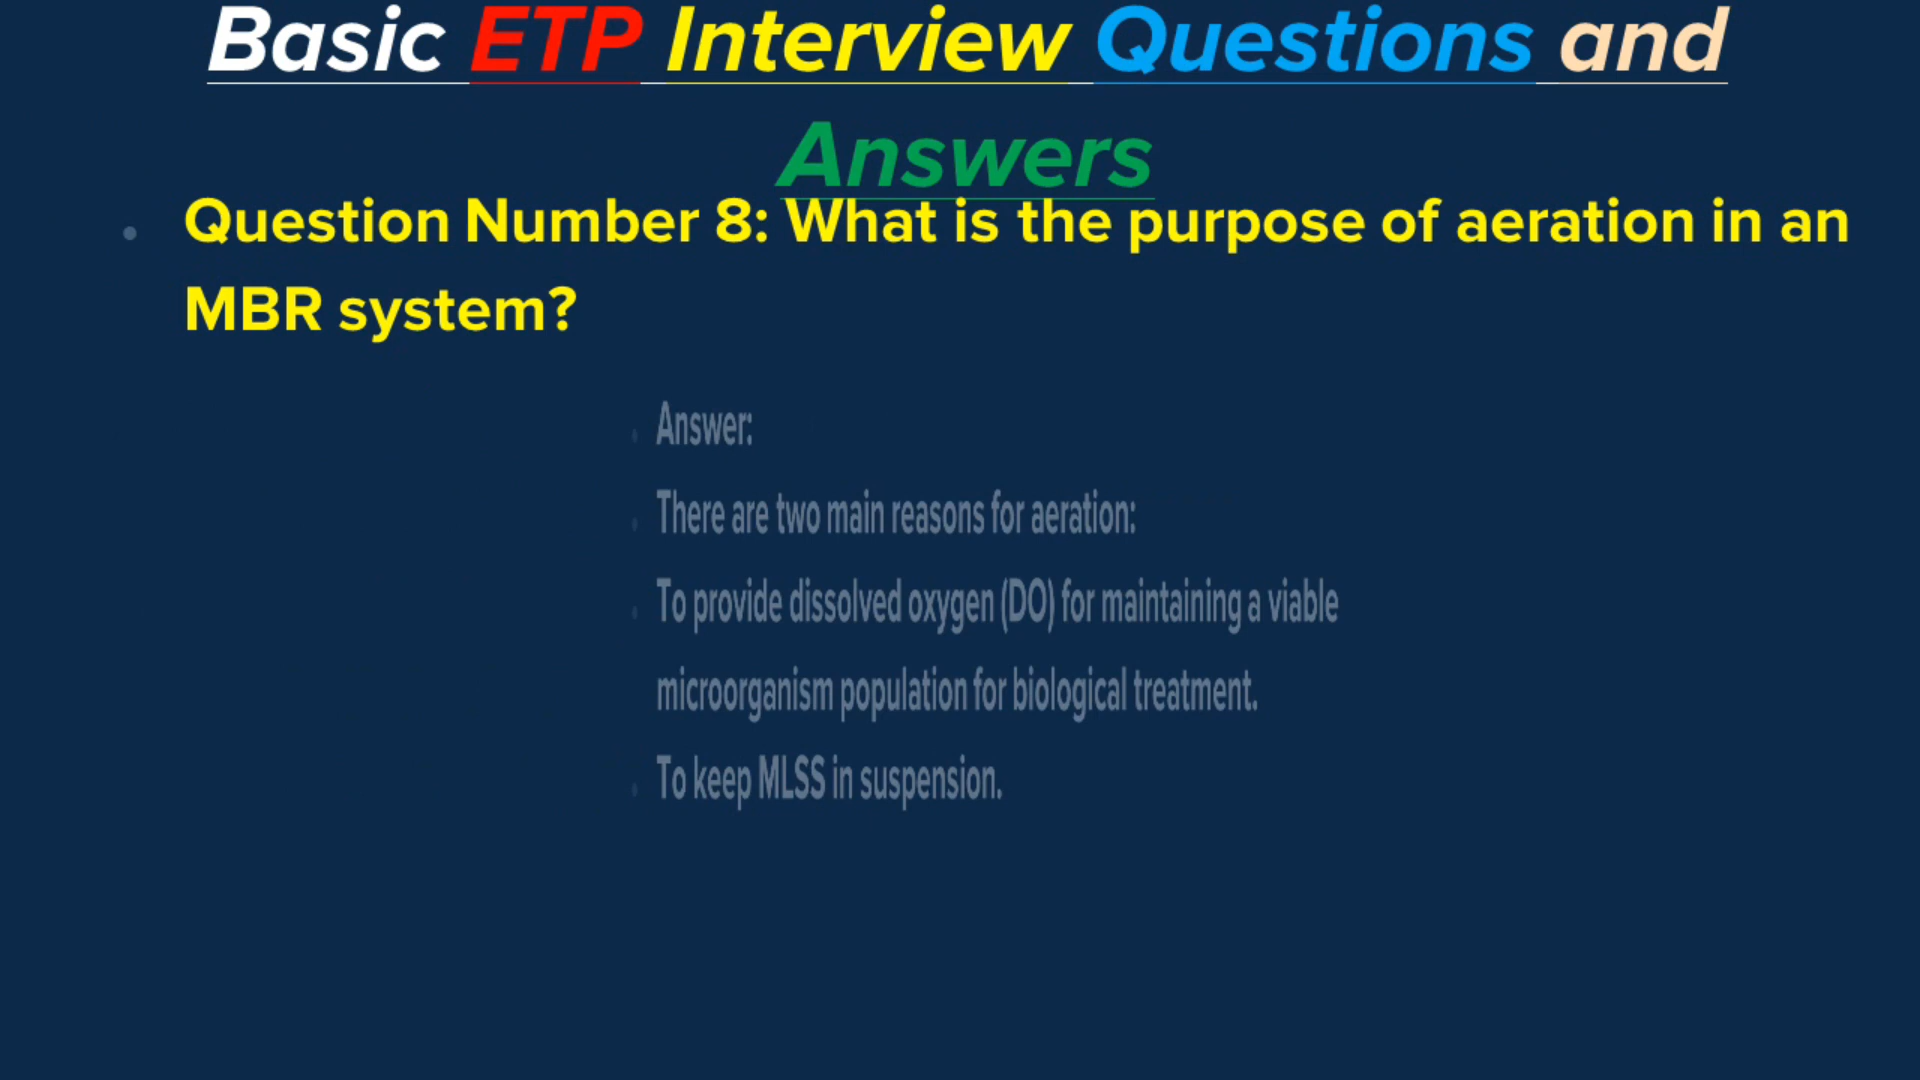 Basic ETP Interview Questions and
Answers
Question Number 8: What is the purpose of aeration in an
MBR system?
Answer:
There are two main reasons for aeration:
To provide dissolved oxygen (DO) for maintaining a viable
microorganism population for biological treatment.
To keep MLSS in suspension.